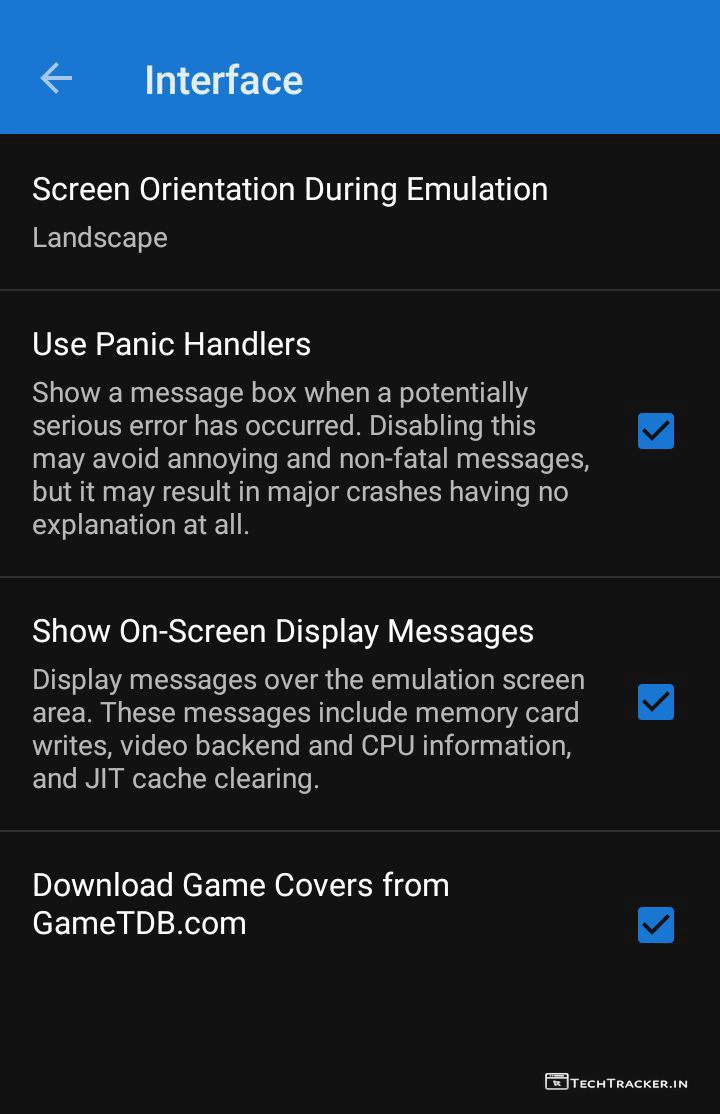 Interface
Screen Orientation During Emulation
Landscape
Use Panic Handlers
Show a message box when a potentially
serious error has occurred. Disabling this
may avoid annoying and non-fatal messages,
but it may result in major crashes having no
explanation at all.
Show On-Screen Display Messages
Display messages over the emulation screen
area. These messages include memory card
writes, video backend and CPU information,
and JIT cache clearing.
Download Game Covers from
GameTDB.com
TECHTRACKER.IN